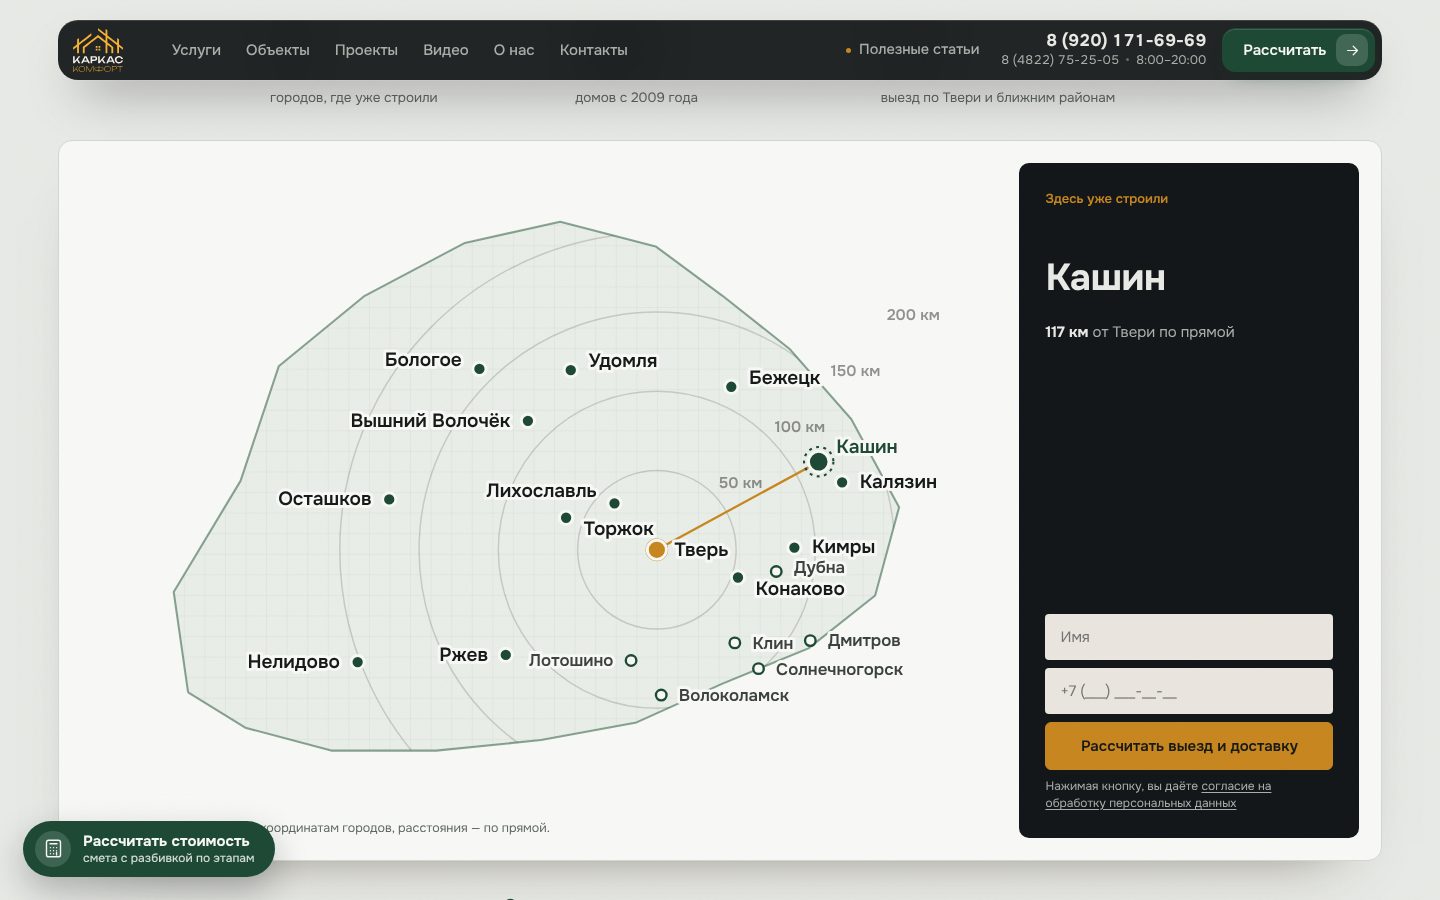 КАРКАС
КОМФОРТ
Услуги
Объекты
Проекты
Видео
О нас
Контакты
Полезные статьи
8 (920) 171-69-69
8 (4822) 75-25-05 • 8:00–20:00
Рассчитать
городов, где уже строили
домов с 2009 года
выезд по Твери и ближним районам
200 км
Бологое
Удомля
150 км
Бежецк
Вышний Волочёк
100 км
Кашин
Калязин
50 км
Осташков
Лихославль
Торжок
Тверь
Кимры
Дубна
Конаково
Клин
Дмитров
Нелидово
Ржев
Лотошино
Солнечногорск
Волоколамск
координатам городов, расстояния — по прямой.
Здесь уже строили
Кашин
117 км от Твери по прямой
Имя
+7 (___) ___-__-__
Рассчитать выезд и доставку
Нажимая кнопку, вы даёте согласие на
обработку персональных данных
Рассчитать стоимость
смета с разбивкой по этапам